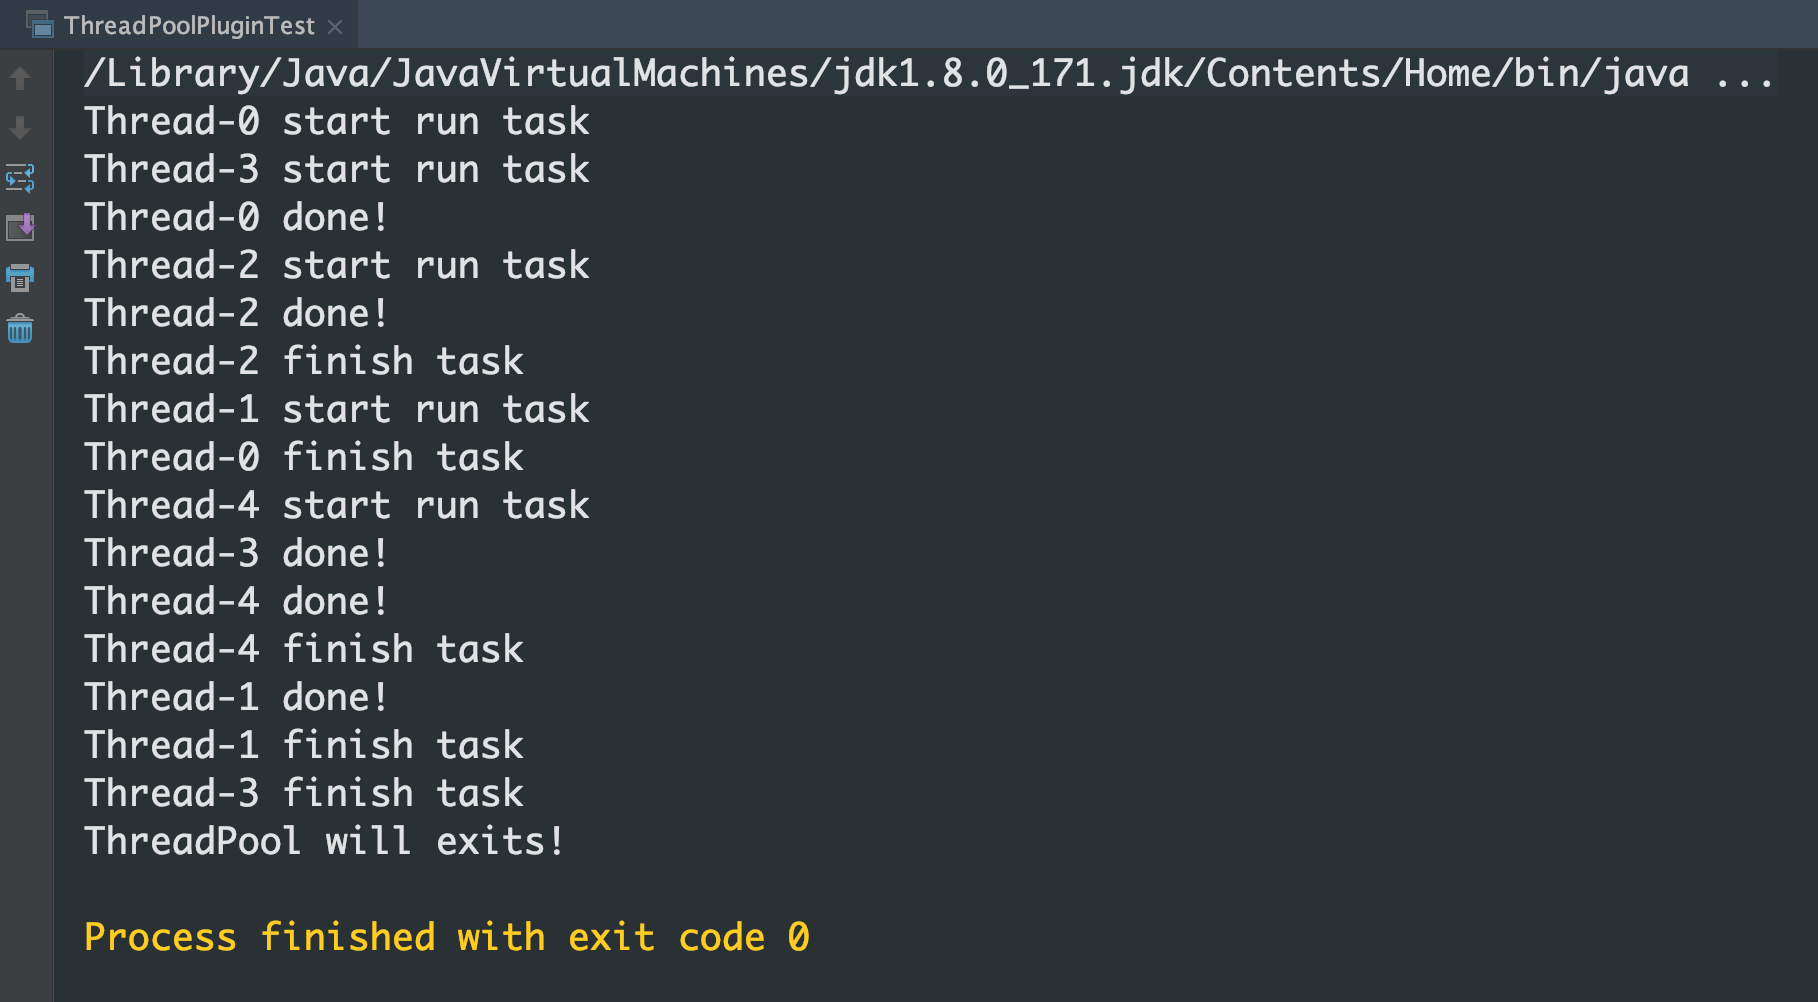 ThreadPoolPluginTest
/Library/Java/JavaVirtualMachines/jdk1.8.0_171.jdk/Contents/Home/bin/java ...
Thread-0 start run task
Thread-3 start run task
Thread-0 done!
Thread-2 start run task
Thread-2 done!
Thread-2 finish task
Thread-1 start run task
Thread-0 finish task
Thread-4 start run task
Thread-3 done!
Thread-4 done!
Thread-4 finish task
Thread-1 done!
Thread-1 finish task
Thread-3 finish task
ThreadPool will exits!
Process finished with exit code 0